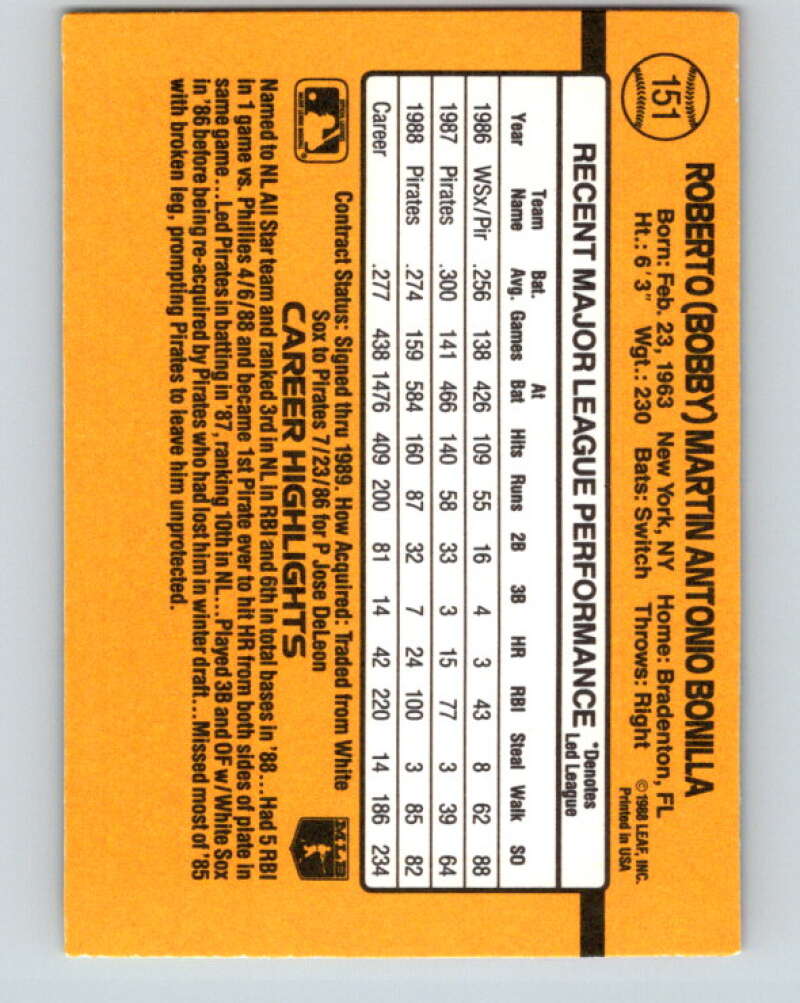 151
ROBERTO (BOBBY) MARTIN ANTONIO BONILLA
Born: Feb. 23, 1963 New York, NY Home: Bradenton, FL
Ht.: 6'3" Wgt.: 230 Bats: Switch Throws: Right
© 1988 LEAF, INC.
Printed in USA
RECENT MAJOR LEAGUE PERFORMANCE *Denotes Led League
Year Team Name Bat. Avg. Games At Bat Hits Runs 2B 3B HR RBI Steal Walk SO
1986 WSx/Pir .256 138 426 109 55 16 4 3 43 8 62 88
1987 Pirates .300 141 466 140 58 33 3 15 77 3 39 64
1988 Pirates .274 159 584 160 87 32 7 24 100 3 85 82
Career .277 438 1476 409 200 81 14 42 220 14 186 234
Contract Status: Signed thru 1989. How Acquired: Traded from White
Sox to Pirates 7/23/86 for P Jose DeLeon
MLB
CAREER HIGHLIGHTS
Named to NL All Star team and ranked 3rd in NL in RBI and 6th in total bases in '88...Had 5 RBI
in 1 game vs. Phillies 4/6/88 and became 1st Pirate ever to hit HR from both sides of plate in
same game...Led Pirates in batting in '87, ranking 10th in NL....Played 3B and OF w/White Sox
in '86 before being re-acquired by Pirates who had lost him in winter draft...Missed most of '85
with broken leg, prompting Pirates to leave him unprotected.